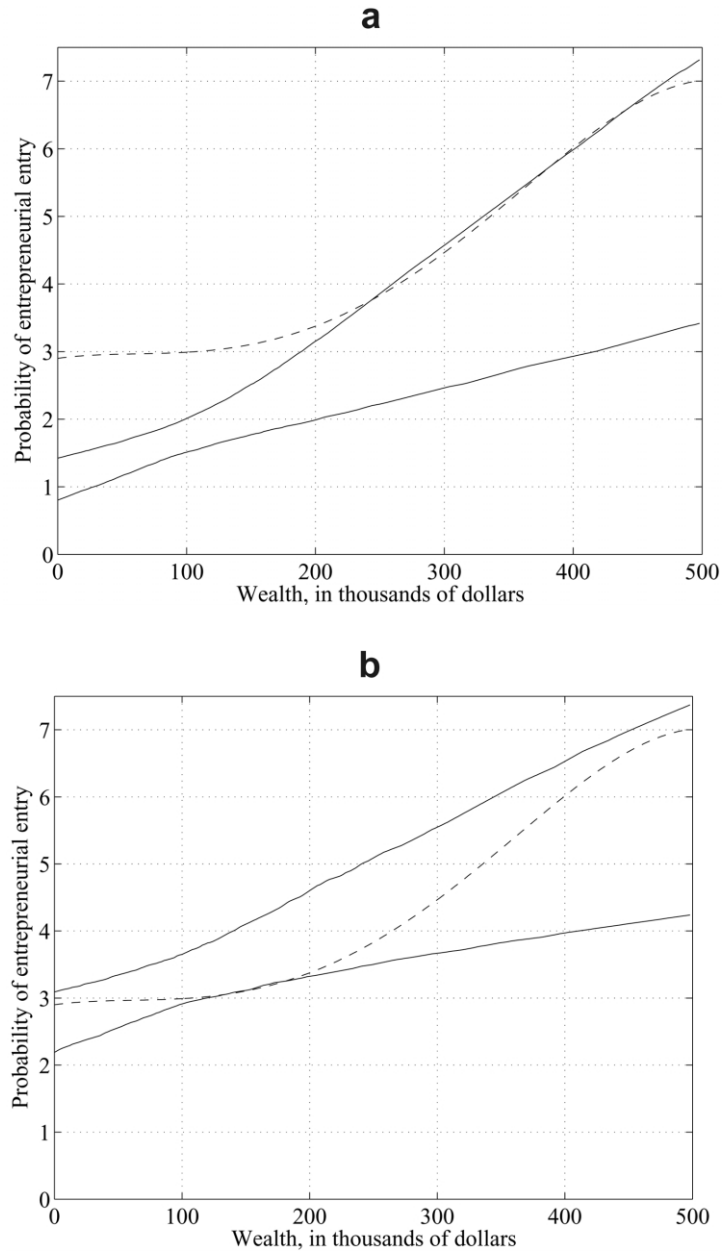 a
Probability of entrepreneurial entry
7
6
5
4
3
2
1
0
0 100 200 300 400 500
Wealth, in thousands of dollars
b
Probability of entrepreneurial entry
7
6
5
4
3
2
1
0
0 100 200 300 400 500
Wealth, in thousands of dollars